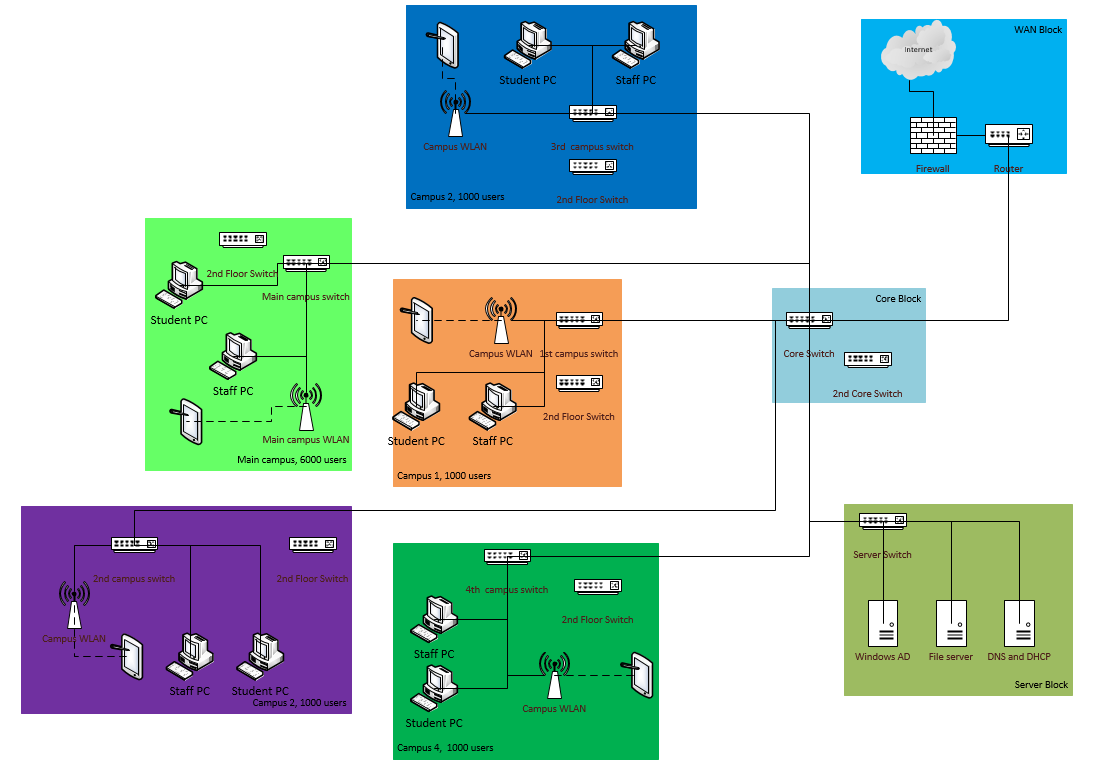 Student PC
Staff PC
Campus WLAN
3rd campus switch
2nd Floor Switch
Campus 2, 1000 users
WAN Block
Internet
Firewall
Router
2nd Floor Switch
Main campus switch
Student PC
Staff PC
Main campus WLAN
Main campus, 6000 users
Campus WLAN
1st campus switch
2nd Floor Switch
Student PC
Staff PC
Campus 1, 1000 users
Core Block
Core Switch
2nd Core Switch
2nd campus switch
2nd Floor Switch
Campus WLAN
Staff PC
Student PC
Campus 2, 1000 users
4th campus switch
2nd Floor Switch
Staff PC
Student PC
Campus WLAN
Campus 4, 1000 users
Server Switch
Windows AD
File server
DNS and DHCP
Server Block